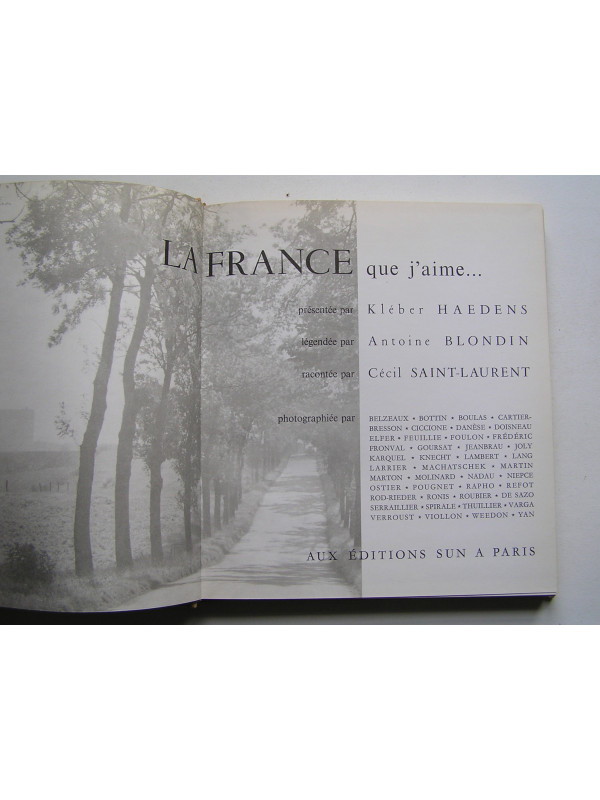 LA FRANCE que j'aime...
présentée par Kléber HAEDENS
légendée par Antoine BLONDIN
racontée par Cécil SAINT-LAURENT
photographiée par BELZEAUX • BOTTIN • BOULAS • CARTIER-
BRESSON • CICCIONE • DANÈSE • DOISNEAU
ELFER • FEUILLIE • FOULON • FRÉDÉRIC
FRONVAL • GOURSAT • JEANBRAU • JOLY
KARQUEL • KNECHT • LAMBERT • LANG
LARRIER • MACHATSCHEK • MARTIN
MARTON • MOLINARD • NADAU • NIEPCE
OSTIER • POUGNET • RAPHO • REFOT
ROD-RIEDER • RONIS • ROUBIER • DE SAZO
SERRAILLIER • SPIRALE • THUILLIER • VARGA
VERROUST • VIOLLON • WEEDON • YAN
AUX ÉDITIONS SUN A PARIS